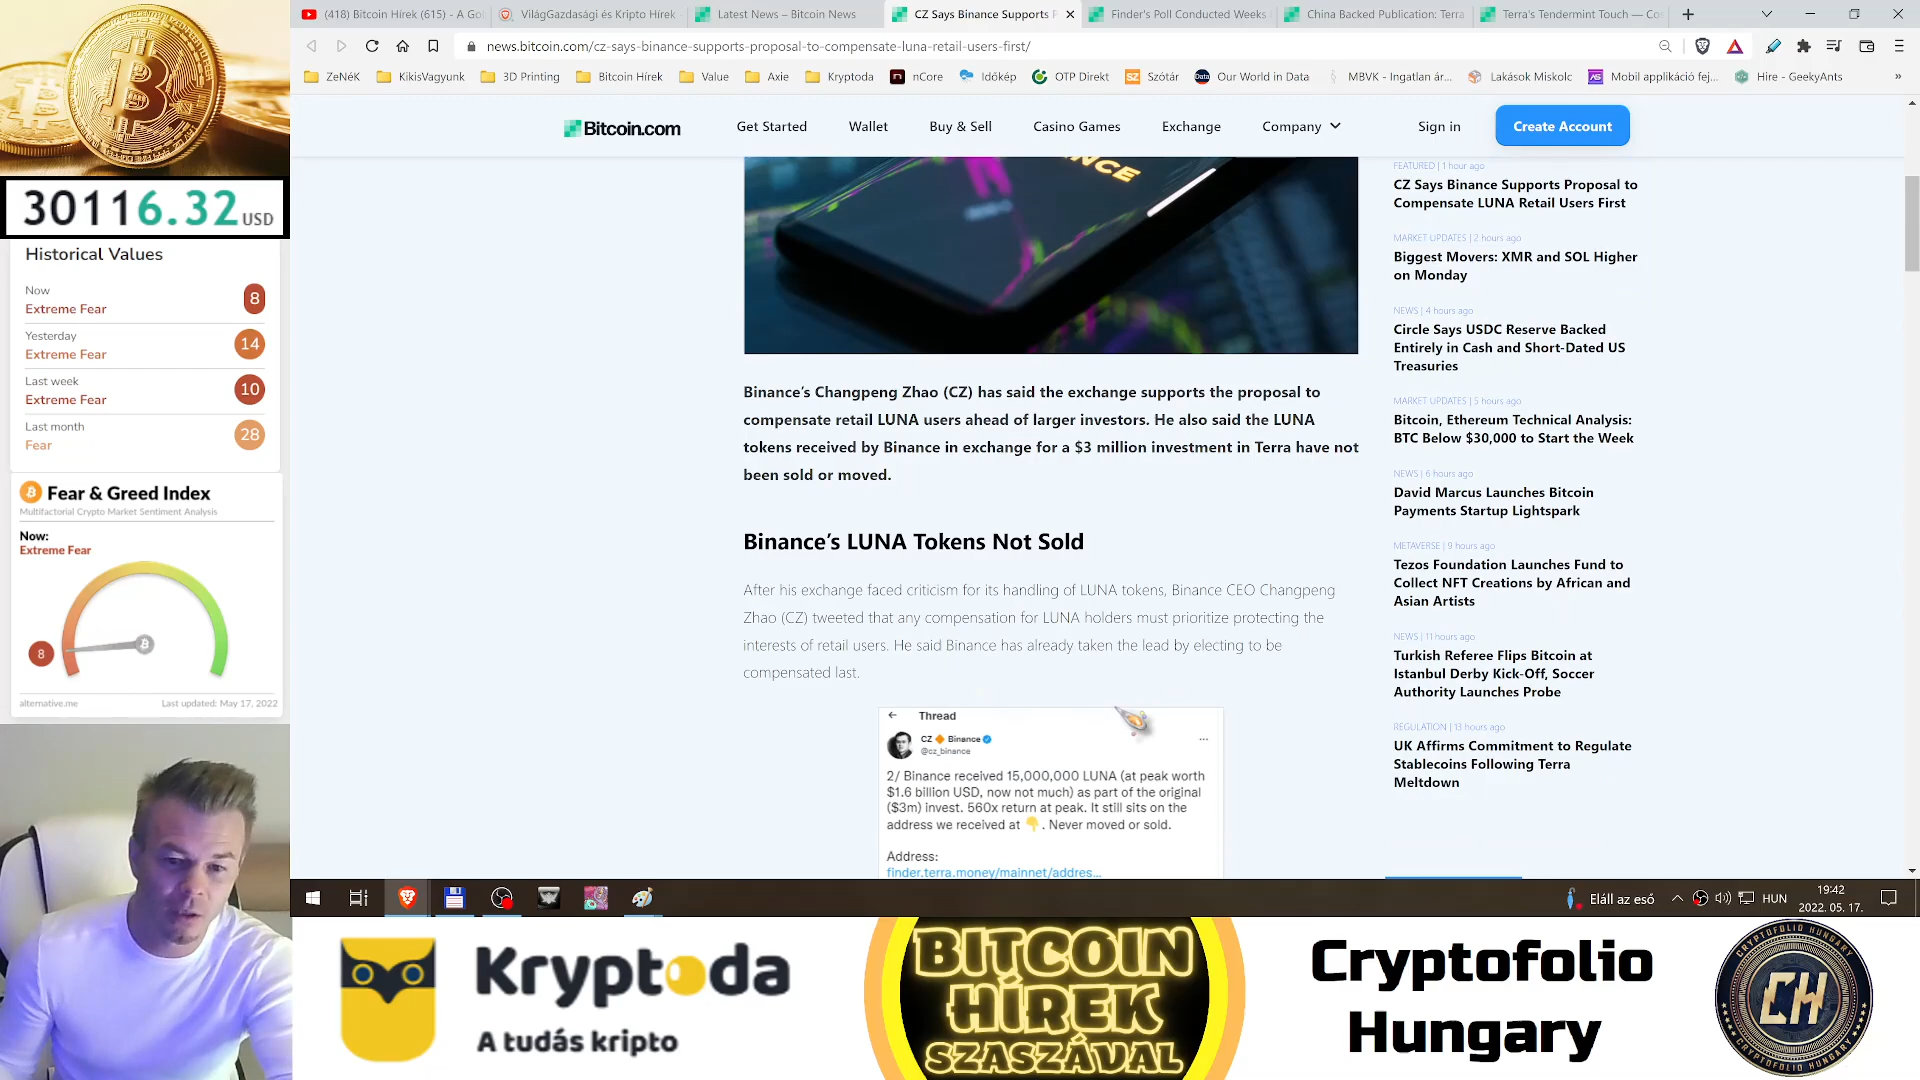 (418) Bitcoin Hírek (615) - A Go
VilágGazdasági és Kripto Hírek
Latest News – Bitcoin News
CZ Says Binance Supports P
Finder's Poll Conducted Weeks
China Backed Publication: Terra
Terra's Tendermint Touch — Cos
news.bitcoin.com/cz-says-binance-supports-proposal-to-compensate-luna-retail-users-first/
ZeNéK
KikisVagyunk
3D Printing
Bitcoin Hírek
Value
Axie
Kryptoda
nCore
Időkép
OTP Direkt
Szótár
Our World in Data
MBVK - Ingatlan ár...
Lakások Miskolc
Mobil applikáció fej...
Hire - GeekyAnts
»
Bitcoin.com
Get Started
Wallet
Buy & Sell
Casino Games
Exchange
Company
Sign in
Create Account
30116.32 USD
Historical Values
Now
Extreme Fear
8
Yesterday
Extreme Fear
14
Last week
Extreme Fear
10
Last month
Fear
28
Fear & Greed Index
Multifactorial Crypto Market Sentiment Analysis
Now:
Extreme Fear
8
alternative.me
Last updated: May 17, 2022
NCE
Binance’s Changpeng Zhao (CZ) has said the exchange supports the proposal to
compensate retail LUNA users ahead of larger investors. He also said the LUNA
tokens received by Binance in exchange for a $3 million investment in Terra have not
been sold or moved.
Binance’s LUNA Tokens Not Sold
After his exchange faced criticism for its handling of LUNA tokens, Binance CEO Changpeng
Zhao (CZ) tweeted that any compensation for LUNA holders must prioritize protecting the
interests of retail users. He said Binance has already taken the lead by electing to be
compensated last.
Thread
CZ Binance
@cz_binance
2/ Binance received 15,000,000 LUNA (at peak worth
$1.6 billion USD, now not much) as part of the original
($3m) invest. 560x return at peak. It still sits on the
address we received at 👇. Never moved or sold.
Address:
finder.terra.money/mainnet/addres...
FEATURED | 1 hour ago
CZ Says Binance Supports Proposal to
Compensate LUNA Retail Users First
MARKET UPDATES | 2 hours ago
Biggest Movers: XMR and SOL Higher
on Monday
NEWS | 4 hours ago
Circle Says USDC Reserve Backed
Entirely in Cash and Short-Dated US
Treasuries
MARKET UPDATES | 5 hours ago
Bitcoin, Ethereum Technical Analysis:
BTC Below $30,000 to Start the Week
NEWS | 6 hours ago
David Marcus Launches Bitcoin
Payments Startup Lightspark
METAVERSE | 9 hours ago
Tezos Foundation Launches Fund to
Collect NFT Creations by African and
Asian Artists
NEWS | 11 hours ago
Turkish Referee Flips Bitcoin at
Istanbul Derby Kick-Off, Soccer
Authority Launches Probe
REGULATION | 13 hours ago
UK Affirms Commitment to Regulate
Stablecoins Following Terra
Meltdown
Eláll az eső
HUN
19:42
2022. 05. 17.
Kryptoda
A tudás kripto
BITCOIN
HÍREK
SZASZÁVAL
Cryptofolio
Hungary
CRYPTOFOLIO HUNGARY
CH
CRYPTOFOLIO HUNGARY